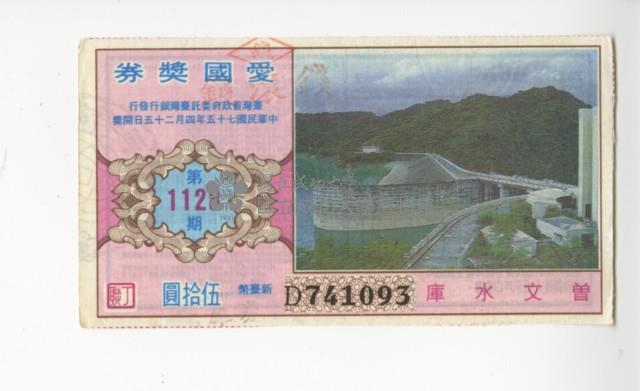 愛國獎券
臺灣省政府委託臺灣銀行發行
中華民國七十五年四月二十五日開獎
第
期
新臺幣
伍拾圓
D741093
曾文水庫